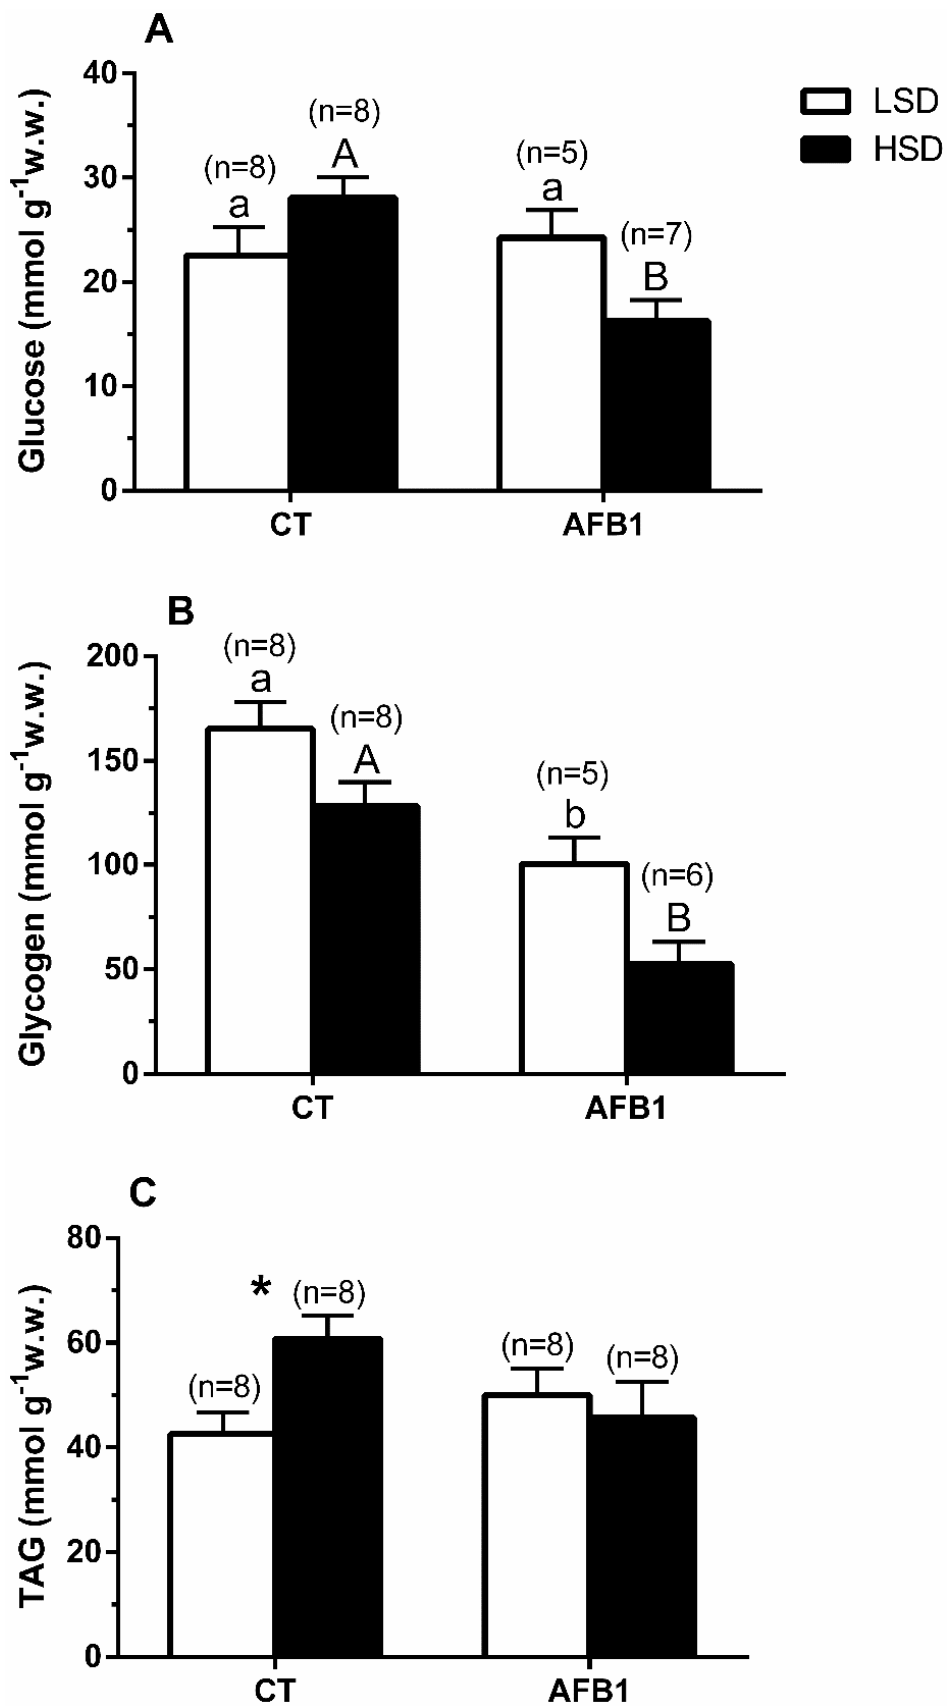 A
LSD
HSD
Glucose (mmol g-1w.w.)
40
30
20
10
0
(n=8)
a
(n=8)
A
(n=5)
a
(n=7)
B
CT
AFB1
B
Glycogen (mmol g-1w.w.)
200
150
100
50
0
(n=8)
a
(n=8)
A
(n=5)
b
(n=6)
B
CT
AFB1
C
TAG (mmol g-1w.w.)
80
60
40
20
0
(n=8)
*
(n=8)
(n=8)
(n=8)
CT
AFB1